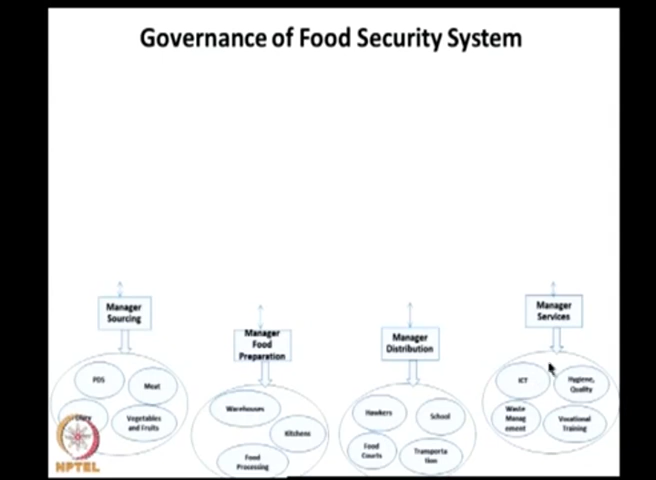 Governance of Food Security System
Manager
Sourcing
PDS
Meat
Vegetables
and Fruits
Manager
Food
Preparation
Warehouses
Kitchens
Food
Processing
Manager
Distribution
Hawkers
School
Food
Courts
Transporta
tion
Manager
Services
ICT
Hygiene,
Quality
Waste
Manag
ement
Vocational
Training
NPTEL